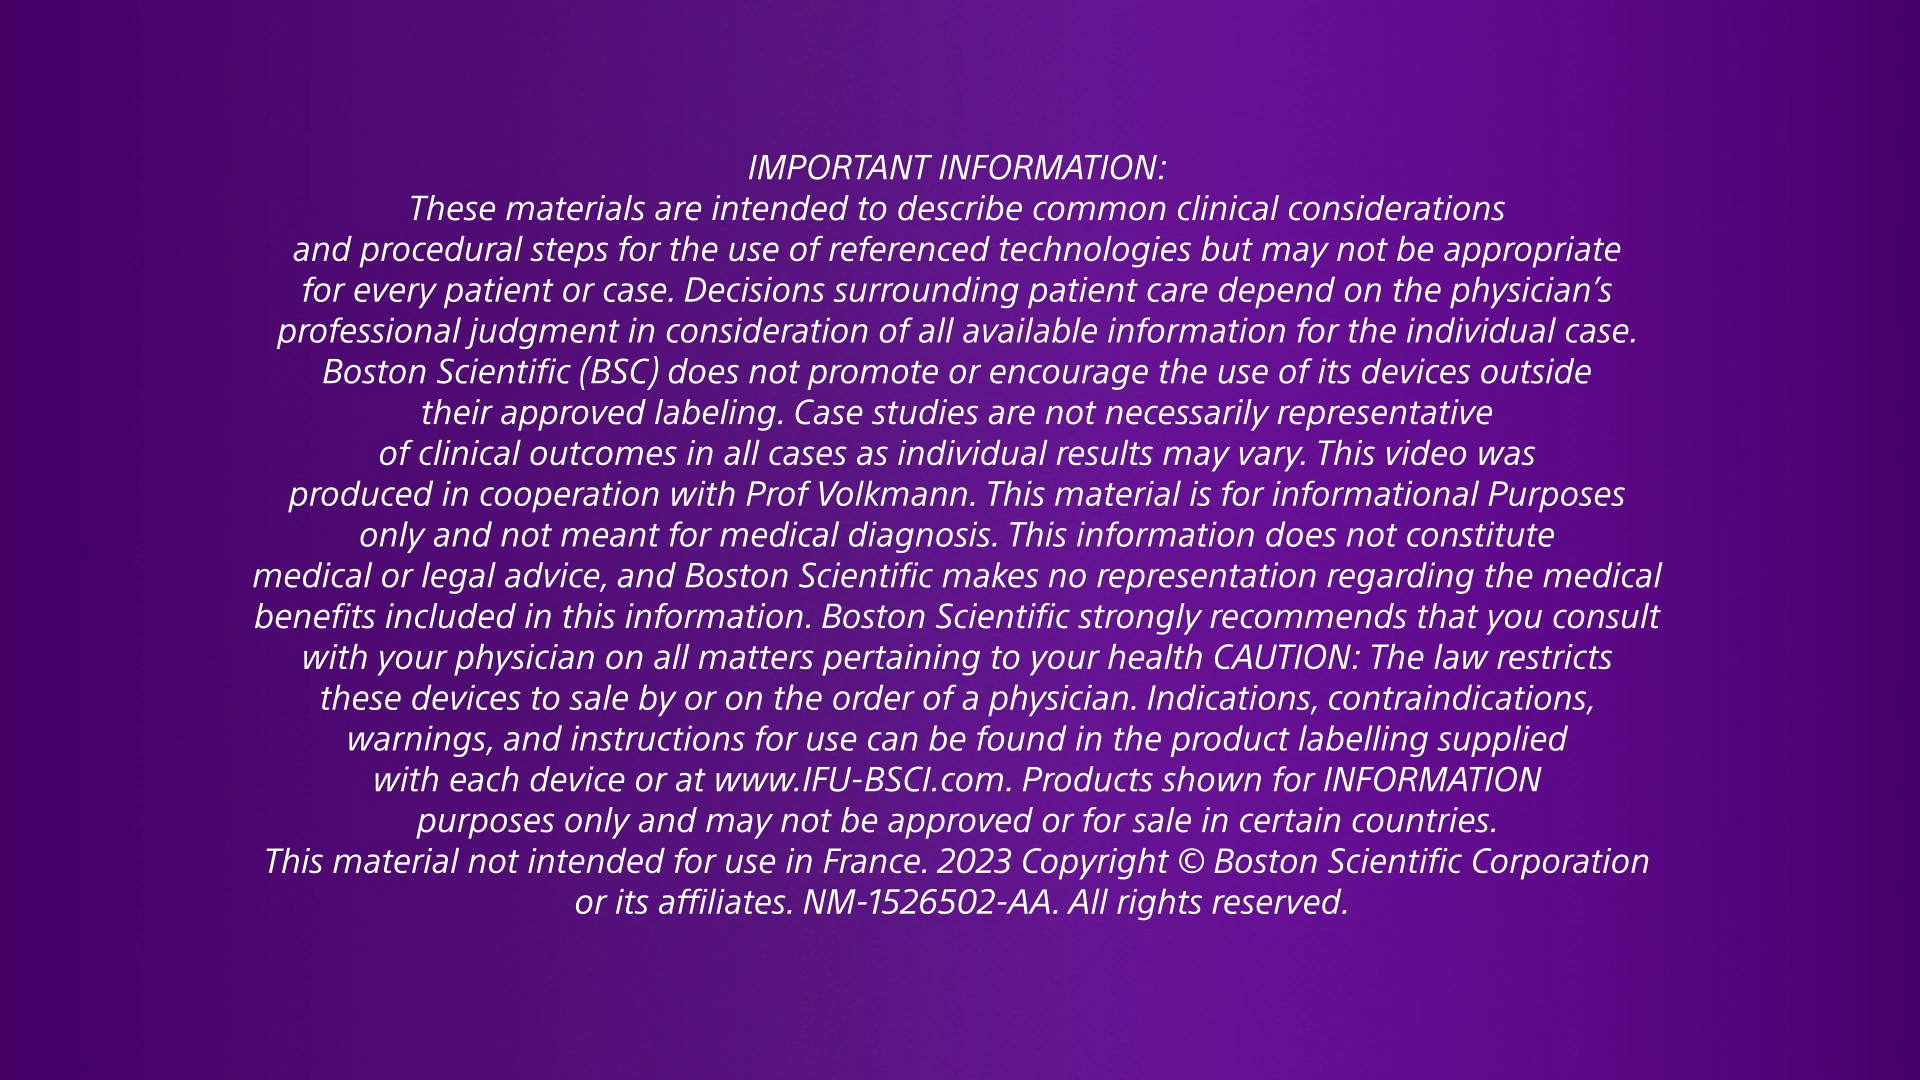 IMPORTANT INFORMATION:
These materials are intended to describe common clinical considerations
and procedural steps for the use of referenced technologies but may not be appropriate
for every patient or case. Decisions surrounding patient care depend on the physician’s
professional judgment in consideration of all available information for the individual case.
Boston Scientific (BSC) does not promote or encourage the use of its devices outside
their approved labeling. Case studies are not necessarily representative
of clinical outcomes in all cases as individual results may vary. This video was
produced in cooperation with Prof Volkmann. This material is for informational Purposes
only and not meant for medical diagnosis. This information does not constitute
medical or legal advice, and Boston Scientific makes no representation regarding the medical
benefits included in this information. Boston Scientific strongly recommends that you consult
with your physician on all matters pertaining to your health CAUTION: The law restricts
these devices to sale by or on the order of a physician. Indications, contraindications,
warnings, and instructions for use can be found in the product labelling supplied
with each device or at www.IFU-BSCI.com. Products shown for INFORMATION
purposes only and may not be approved or for sale in certain countries.
This material not intended for use in France. 2023 Copyright © Boston Scientific Corporation
or its affiliates. NM-1526502-AA. All rights reserved.